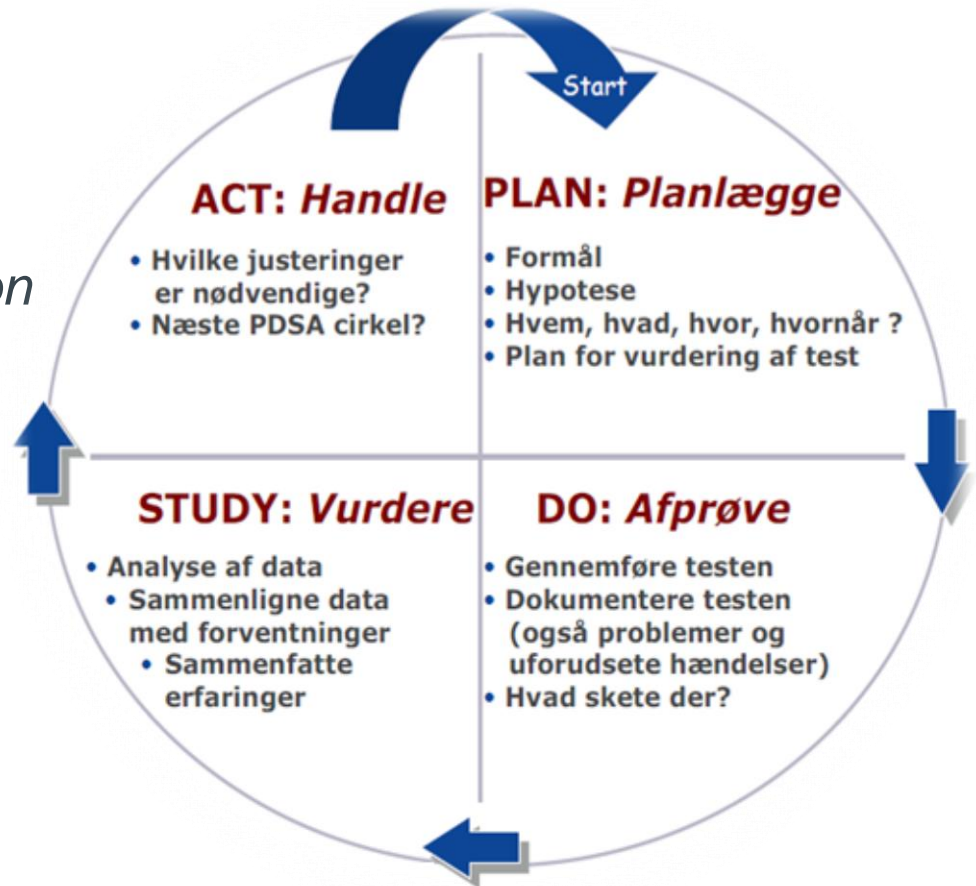 Start
ACT: Handle
• Hvilke justeringer
er nødvendige?
• Næste PDSA cirkel?
PLAN: Planlægge
• Formål
• Hypotese
• Hvem, hvad, hvor, hvornår ?
• Plan for vurdering af test
on
STUDY: Vurdere
• Analyse af data
• Sammenligne data
med forventninger
• Sammenfatte
erfaringer
DO: Afprøve
• Gennemføre testen
• Dokumentere testen
(også problemer og
uforudsete hændelser)
• Hvad skete der?